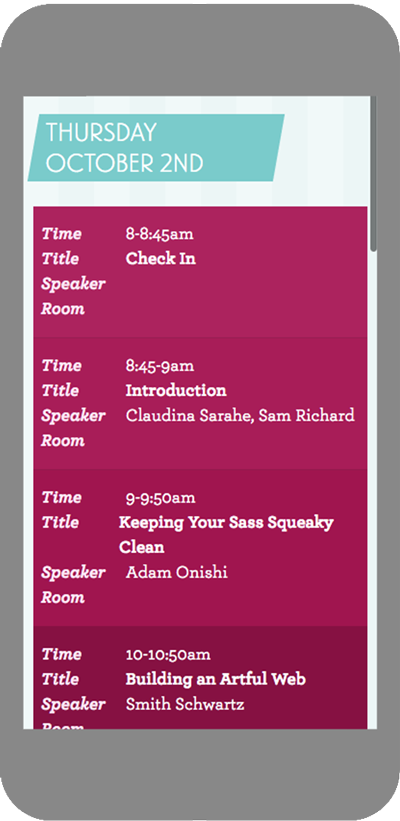 THURSDAY
OCTOBER 2ND
Time 8-8:45am
Title Check In
Speaker
Room
Time 8:45-9am
Title Introduction
Speaker Claudina Sarahe, Sam Richard
Room
Time 9-9:50am
Title Keeping Your Sass Squeaky
Clean
Speaker Adam Onishi
Room
Time 10-10:50am
Title Building an Artful Web
Speaker Smith Schwartz
Room